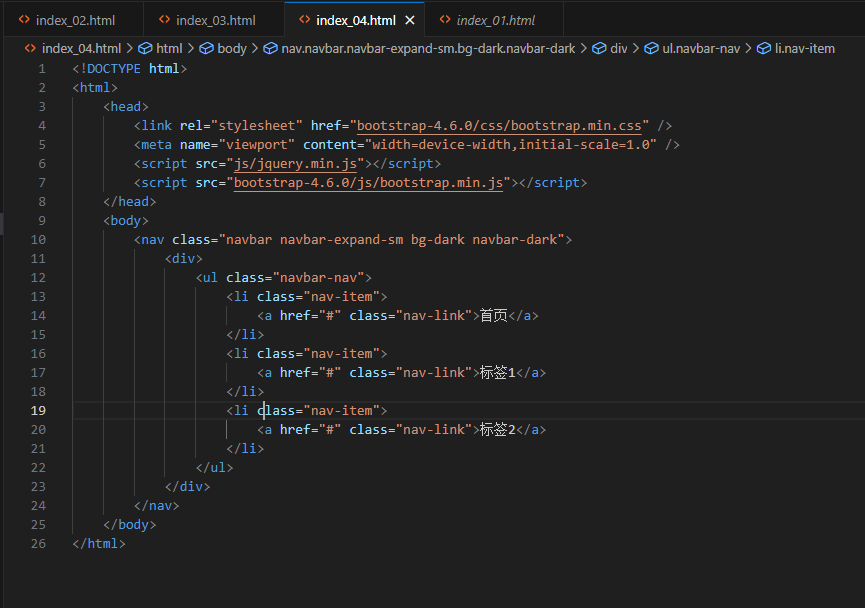 index_02.html index_03.html index_04.html index_01.html
index_04.html > html > body > nav.navbar.navbar-expand-sm.bg-dark.navbar-dark > div > ul.navbar-nav > li.nav-item
1 <!DOCTYPE html>
2 <html>
3 <head>
4 <link rel="stylesheet" href="bootstrap-4.6.0/css/bootstrap.min.css" />
5 <meta name="viewport" content="width=device-width,initial-scale=1.0" />
6 <script src="js/jquery.min.js"></script>
7 <script src="bootstrap-4.6.0/js/bootstrap.min.js"></script>
8 </head>
9 <body>
10 <nav class="navbar navbar-expand-sm bg-dark navbar-dark">
11 <div>
12 <ul class="navbar-nav">
13 <li class="nav-item">
14 <a href="#" class="nav-link">首页</a>
15 </li>
16 <li class="nav-item">
17 <a href="#" class="nav-link">标签1</a>
18 </li>
19 <li class="nav-item">
20 <a href="#" class="nav-link">标签2</a>
21 </li>
22 </ul>
23 </div>
24 </nav>
25 </body>
26 </html>